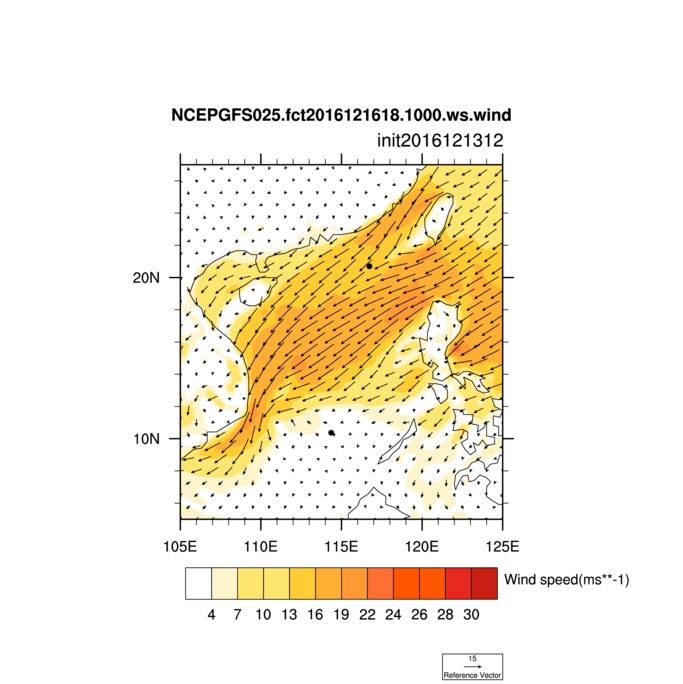 NCEPGFS025.fct2016121618.1000.ws.wind
init2016121312
20N
10N
105E 110E 115E 120E 125E
4 7 10 13 16 19 22 24 26 28 30
Wind speed(ms**-1)
15
Reference Vector